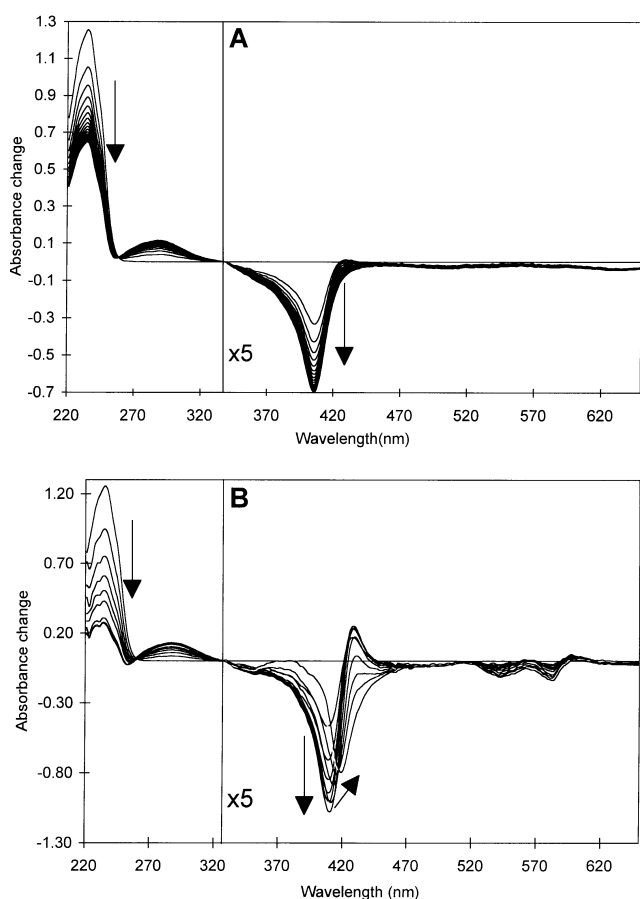 A
1.3
1.1
0.9
0.7
0.5
0.3
0.1
-0.1
-0.3
-0.5
-0.7
Absorbance change
x5
220 270 320 370 420 470 520 570 620
Wavelength(nm)
B
1.20
0.70
0.20
-0.30
-0.80
-1.30
Absorbance change
x5
220 270 320 370 420 470 520 570 620
Wavelength (nm)